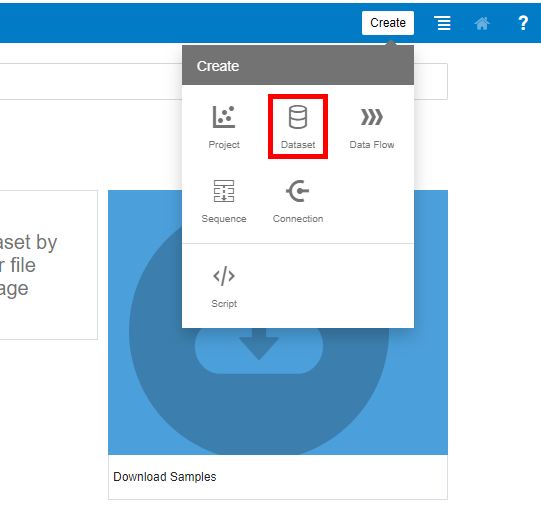 Create
?
Create
Project
Dataset
Data Flow
Sequence
Connection
Script
aset by
r file
age
Download Samples